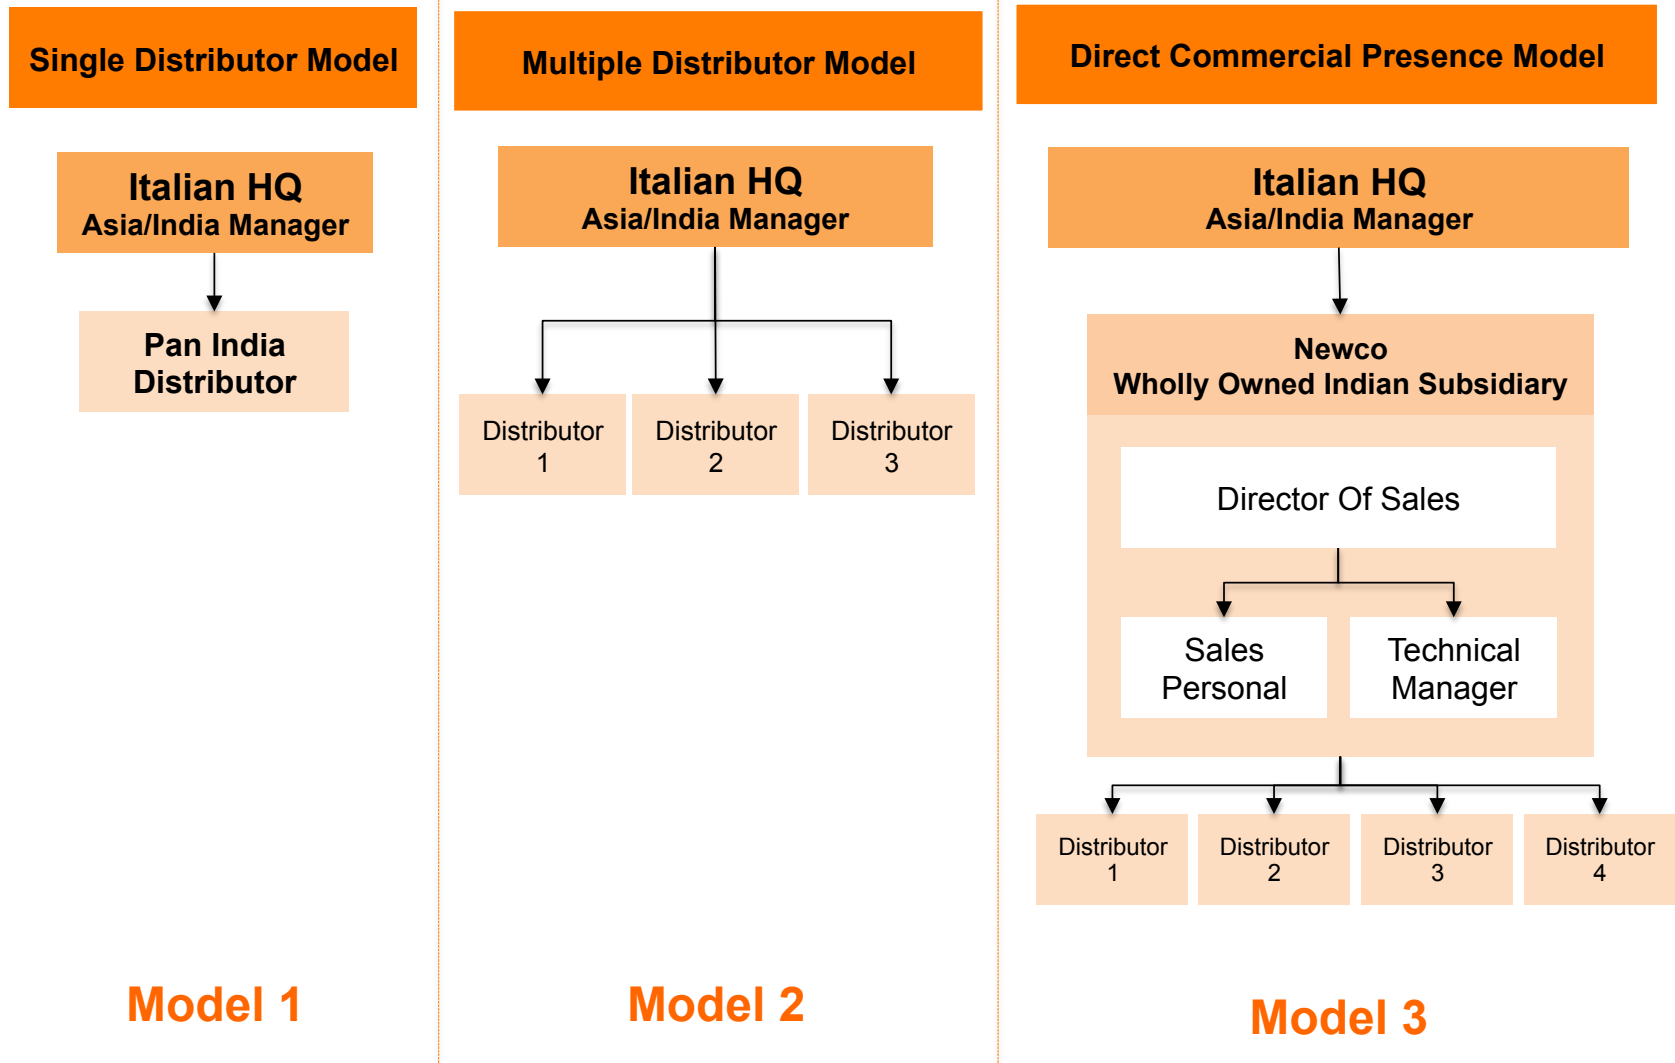 Single Distributor Model
Italian HQ
Asia/India Manager
Pan India
Distributor
Model 1
Multiple Distributor Model
Italian HQ
Asia/India Manager
Distributor
1
Distributor
2
Distributor
3
Model 2
Direct Commercial Presence Model
Italian HQ
Asia/India Manager
Newco
Wholly Owned Indian Subsidiary
Director Of Sales
Sales
Personal
Technical
Manager
Distributor
1
Distributor
2
Distributor
3
Distributor
4
Model 3